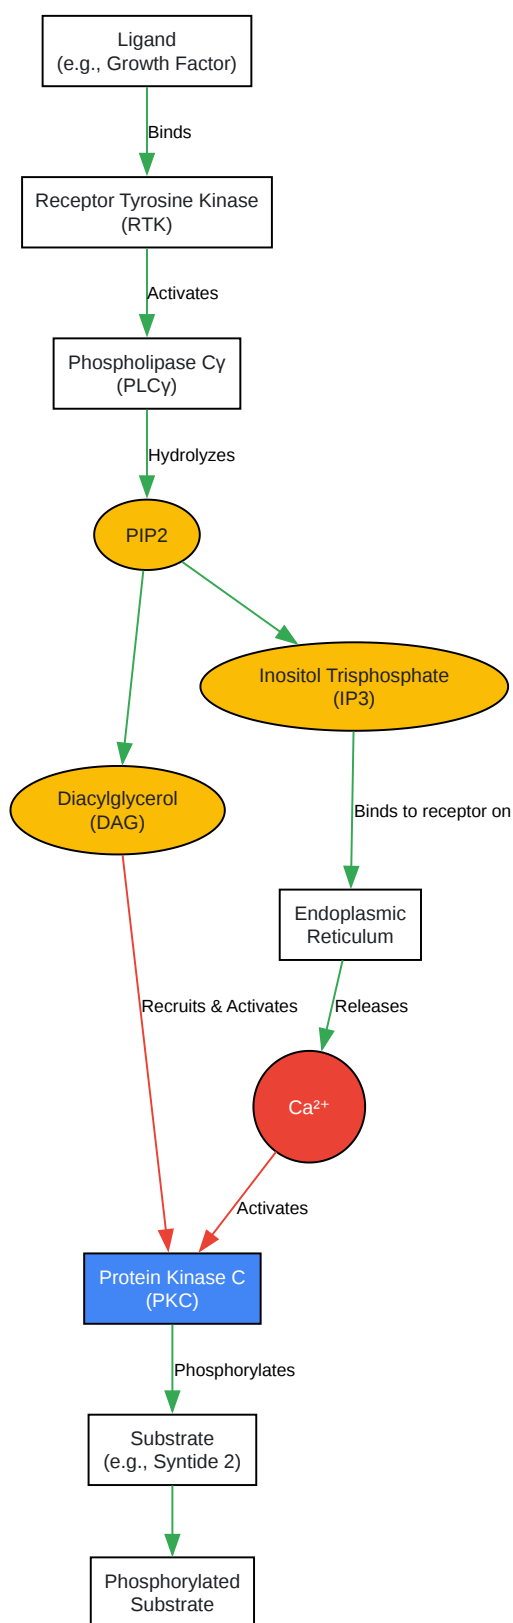 Ligand
(e.g., Growth Factor)
Binds
Receptor Tyrosine Kinase
(RTK)
Activates
Phospholipase Cγ
(PLCγ)
Hydrolyzes
PIP2
Inositol Trisphosphate
(IP3)
Diacylglycerol
(DAG)
Binds to receptor on
Endoplasmic
Reticulum
Recruits & Activates
Releases
Ca²⁺
Activates
Protein Kinase C
(PKC)
Phosphorylates
Substrate
(e.g., Syntide 2)
Phosphorylated
Substrate